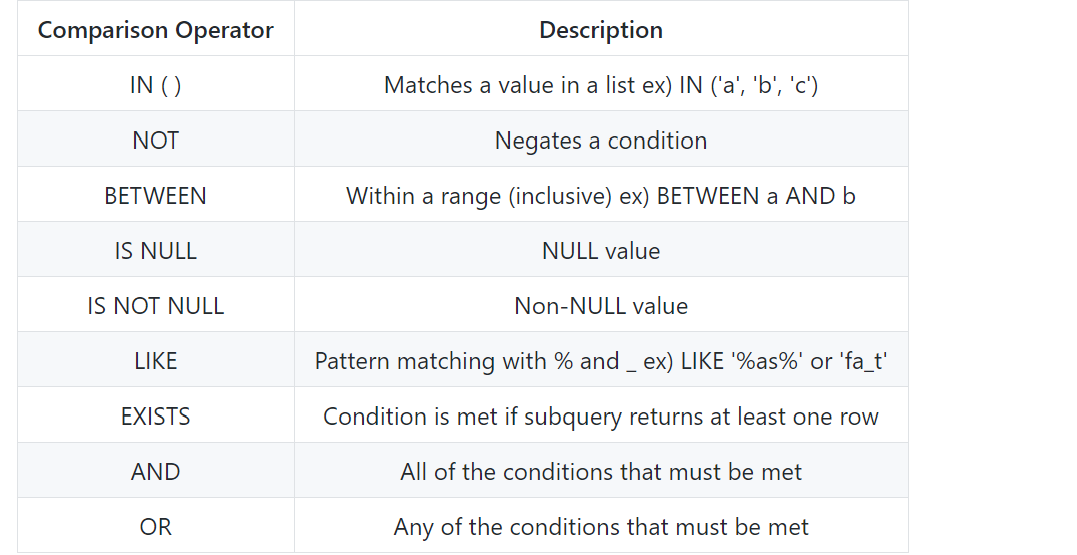 Comparison Operator Description
IN ( ) Matches a value in a list ex) IN ('a', 'b', 'c')
NOT Negates a condition
BETWEEN Within a range (inclusive) ex) BETWEEN a AND b
IS NULL NULL value
IS NOT NULL Non-NULL value
LIKE Pattern matching with % and _ ex) LIKE '%as%' or 'fa_t'
EXISTS Condition is met if subquery returns at least one row
AND All of the conditions that must be met
OR Any of the conditions that must be met